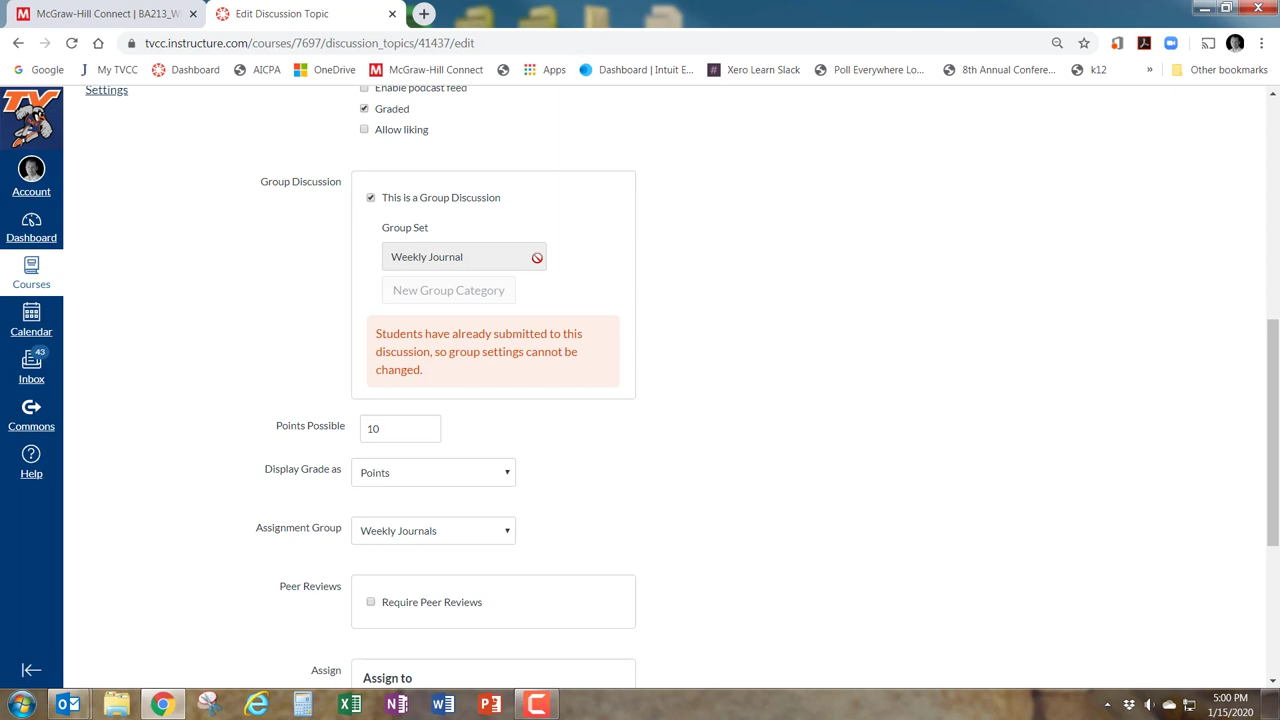 McGraw-Hill Connect | BA213_W
Edit Discussion Topic
tvcc.instructure.com/courses/7697/discussion_topics/41437/edit
Google
My TVCC
Dashboard
AICPA
OneDrive
McGraw-Hill Connect
Apps
Dashboard | Intuit E...
Xero Learn Slack
Poll Everywhere Lo...
8th Annual Confere...
k12
»
Other bookmarks
TV
Account
Dashboard
Courses
Calendar
43
Inbox
Commons
Help
Settings
Enable podcast feed
Graded
Allow liking
Group Discussion
This is a Group Discussion
Group Set
Weekly Journal
New Group Category
Students have already submitted to this
discussion, so group settings cannot be
changed.
Points Possible
10
Display Grade as
Points
Assignment Group
Weekly Journals
Peer Reviews
Require Peer Reviews
Assign
Assign to
5:00 PM
1/15/2020